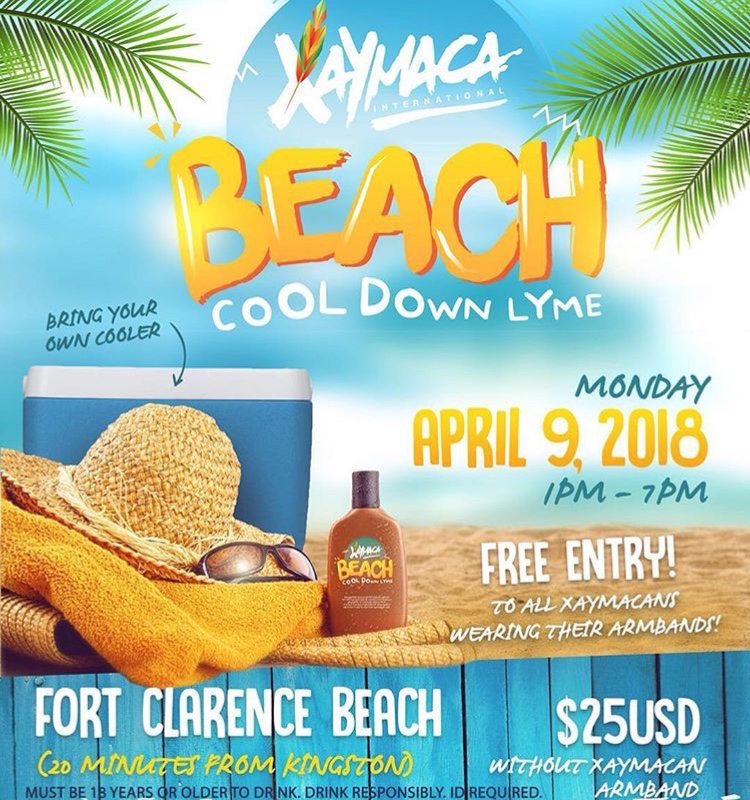 XAYMACA
INTERNATIONAL
BEACH
COOL DOWN LYME
BRING YOUR
OWN COOLER
MONDAY
APRIL 9, 2018
1PM - 7PM
FREE ENTRY!
TO ALL XAYMACANS
WEARING THEIR ARMBANDS!
XAYMACA
BEACH
COOL DOWN LYME
FORT CLARENCE BEACH
(20 MINUTES FROM KINGSTON)
$25USD
WITHOUT XAYMACAN
ARMBAND
MUST BE 18 YEARS OR OLDER TO DRINK. DRINK RESPONSIBLY. ID REQUIRED.